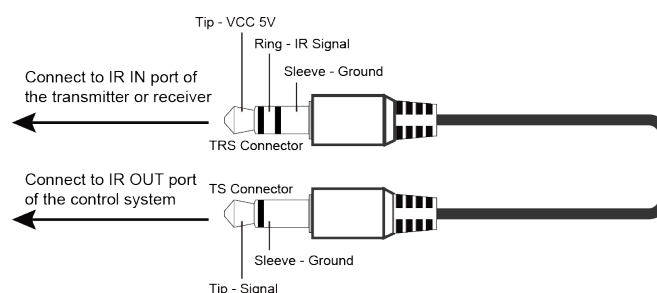 Tip - VCC 5V
Ring - IR Signal
Sleeve - Ground
Connect to IR IN port of
the transmitter or receiver
TRS Connector
Connect to IR OUT port
of the control system
TS Connector
Sleeve - Ground
Tip - Signal